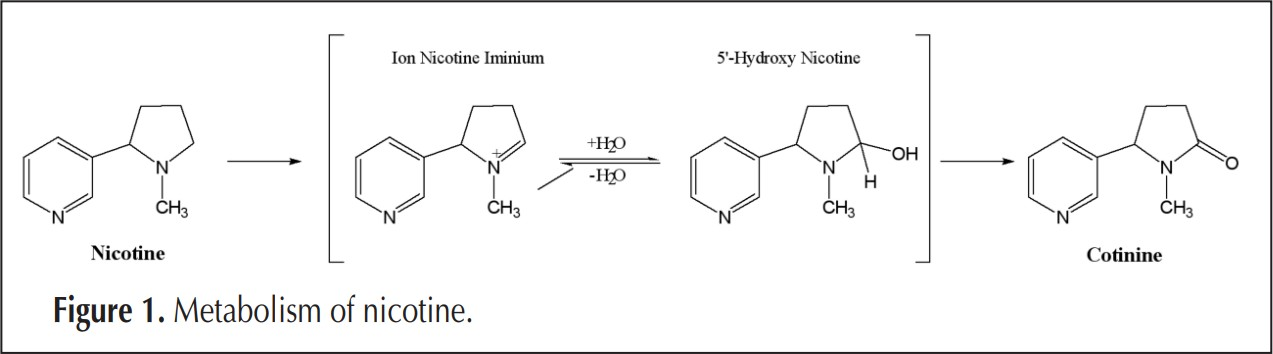 Ion Nicotine Iminium
5'-Hydroxy Nicotine
N
CH3
N
Nicotine
+
N
CH3
N
+H2O
-H2O
OH
H
N
CH3
N
O
N
CH3
N
Cotinine
Figure 1. Metabolism of nicotine.